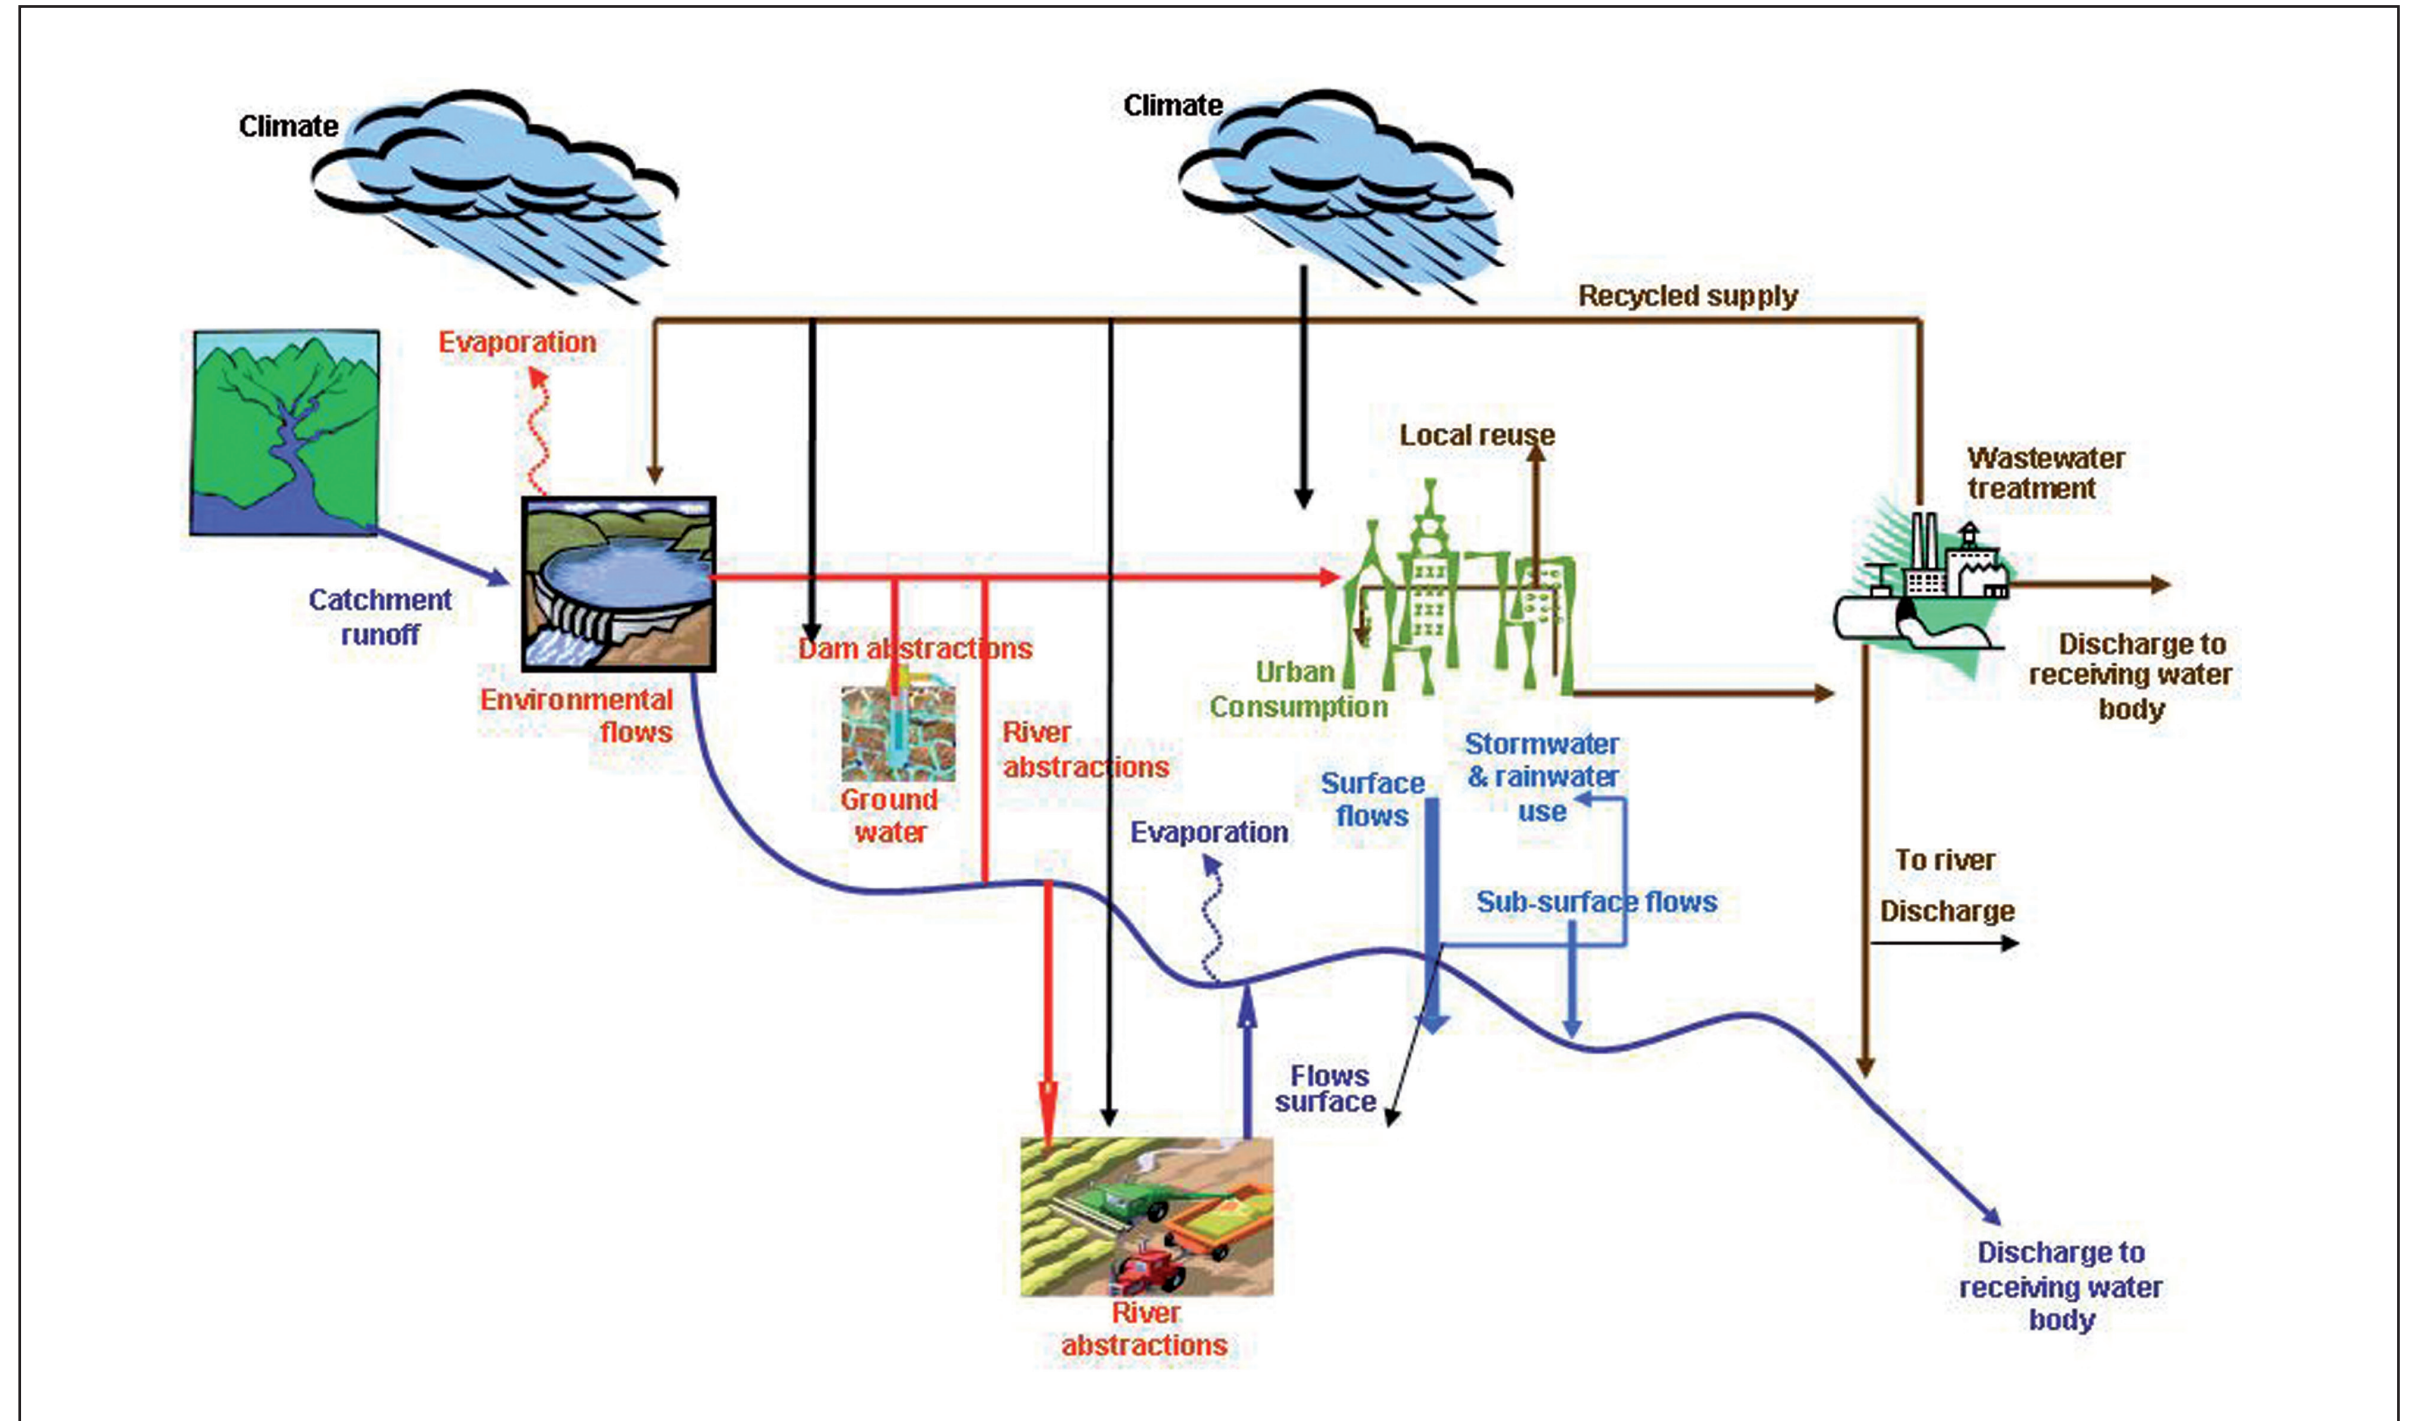 Climate
Climate
Recycled supply
Evaporation
Local reuse
Wastewater
treatment
Catchment
runoff
Dam abstractions
Discharge to
receiving water
body
Urban
Consumption
Environmental
flows
River
abstractions
Stormwater
& rainwater
use
Surface
flows
Ground
water
Evaporation
To river
Sub-surface flows
Discharge
Flows
surface
Discharge to
receiving water
body
River
abstractions